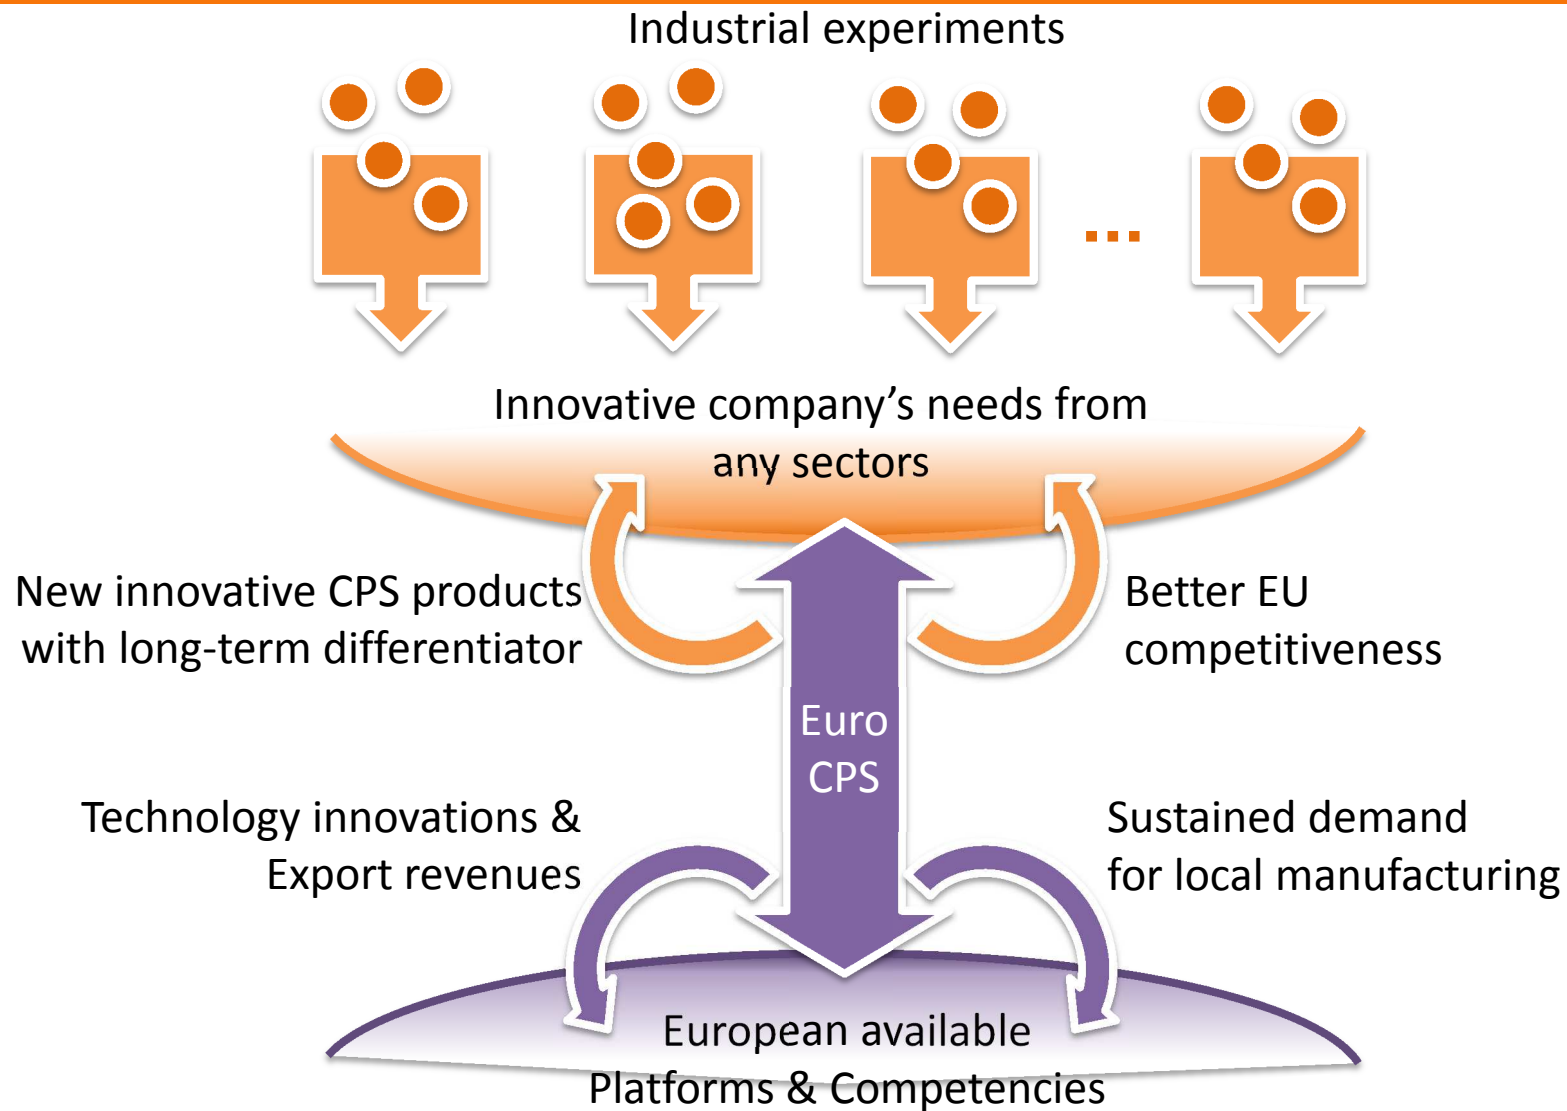 Industrial experiments
...
Innovative company’s needs from
any sectors
New innovative CPS products
with long-term differentiator
Better EU
competitiveness
Euro
CPS
Technology innovations &
Export revenues
Sustained demand
for local manufacturing
European available
Platforms & Competencies